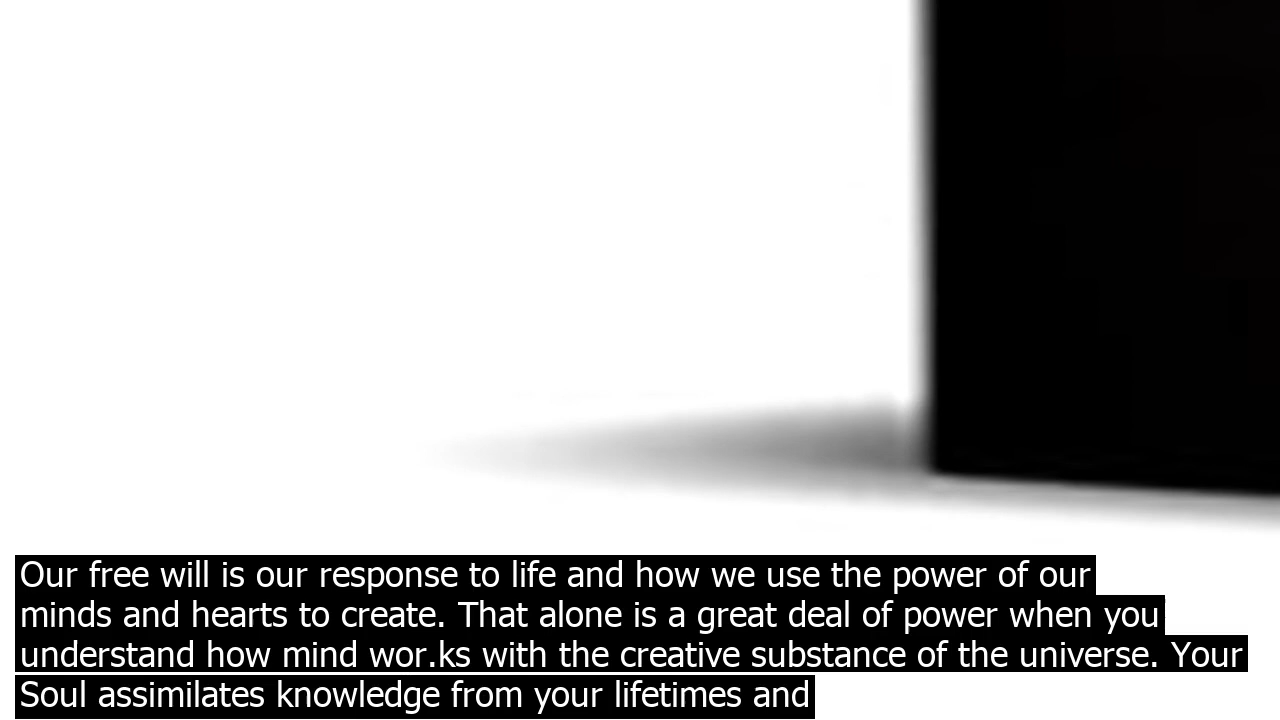 Our free will is our response to life and how we use the power of our
minds and hearts to create. That alone is a great deal of power when you
understand how mind wor.ks with the creative substance of the universe. Your
Soul assimilates knowledge from your lifetimes and